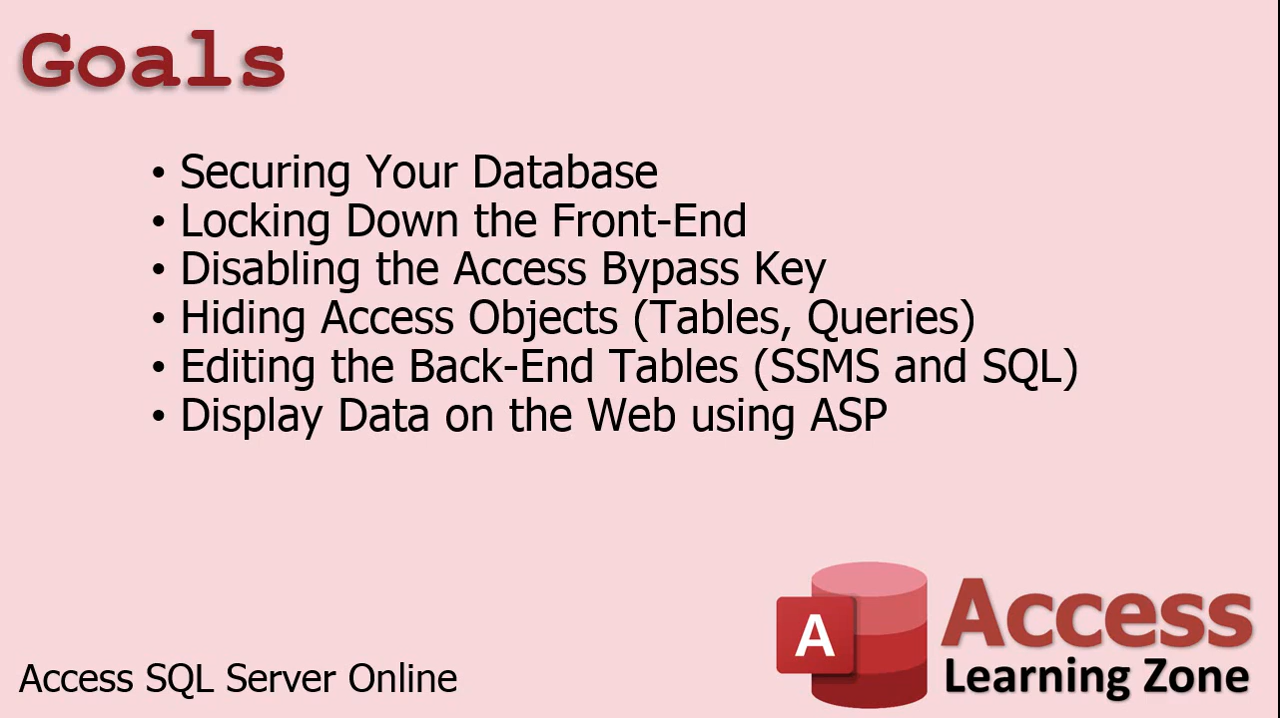 Goals
• Securing Your Database
• Locking Down the Front-End
• Disabling the Access Bypass Key
• Hiding Access Objects (Tables, Queries)
• Editing the Back-End Tables (SSMS and SQL)
• Display Data on the Web using ASP
A
Access
Learning Zone
Access SQL Server Online